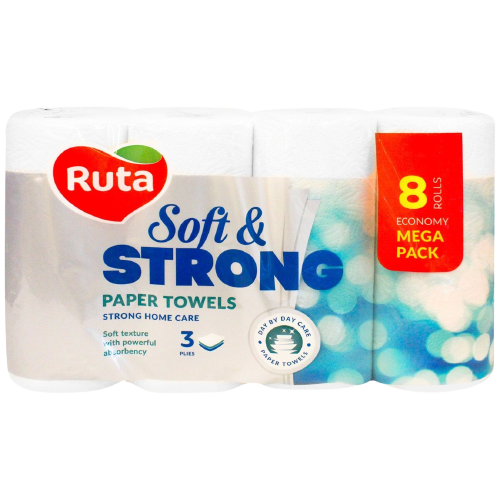 Ruta
Soft &
STRONG
PAPER TOWELS
STRONG HOME CARE
Soft texture
with powerful
absorbency
3
PLIES
DAY BY DAY CARE
PAPER TOWELS
8
ROLLS
ECONOMY
MEGA
PACK